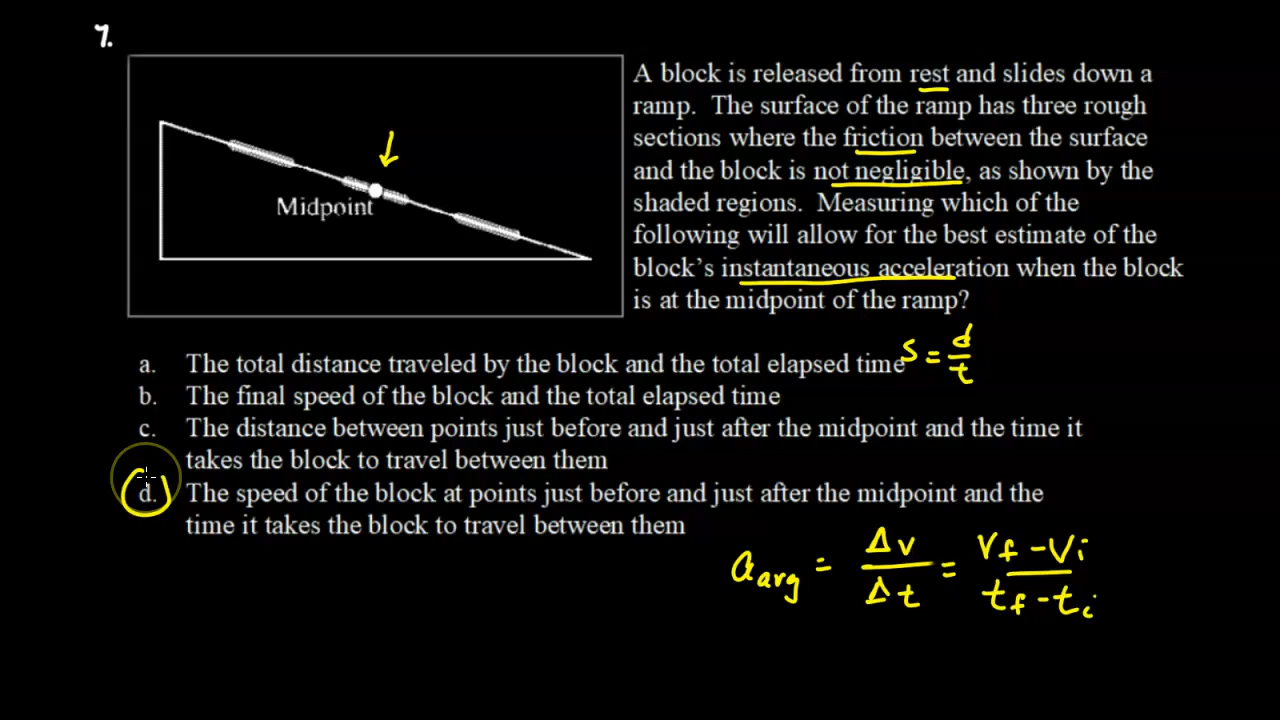 7.
A block is released from rest and slides down a
ramp. The surface of the ramp has three rough
sections where the friction between the surface
and the block is not negligible, as shown by the
shaded regions. Measuring which of the
following will allow for the best estimate of the
block's instantaneous acceleration when the block
is at the midpoint of the ramp?
Midpoint
a. The total distance traveled by the block and the total elapsed time S = d/t
b. The final speed of the block and the total elapsed time
c. The distance between points just before and just after the midpoint and the time it
takes the block to travel between them
d. The speed of the block at points just before and just after the midpoint and the
time it takes the block to travel between them
a avg = Δv/Δt = Vf - Vi / tf - ti